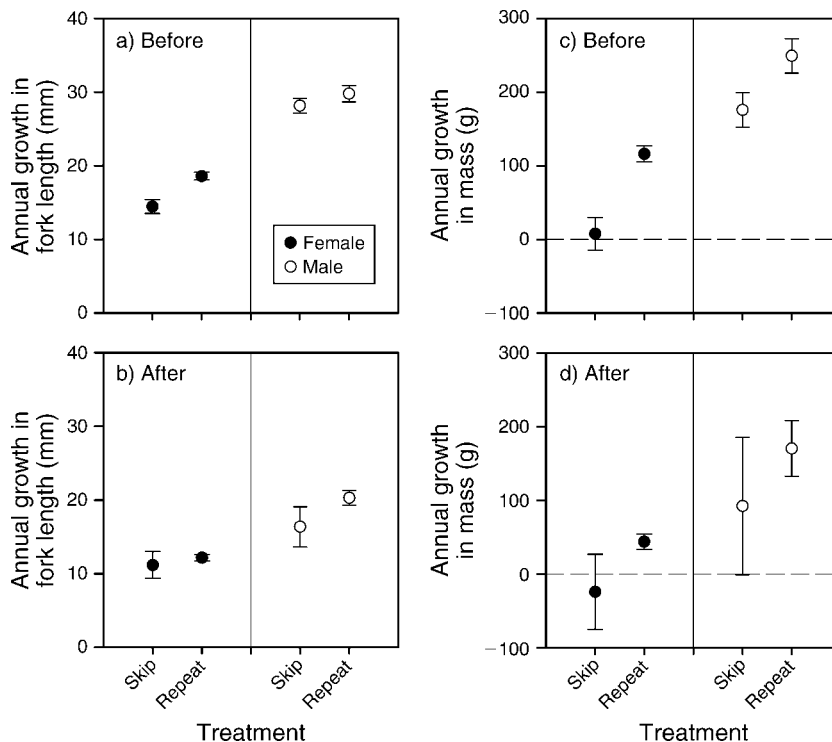 Annual growth in
fork length (mm)
40
30
20
10
0
a) Before
Female
Male
Annual growth
in mass (g)
300
200
100
0
−100
c) Before
Annual growth in
fork length (mm)
40
30
20
10
0
b) After
Skip
Repeat
Skip
Repeat
Treatment
Annual growth
in mass (g)
300
200
100
0
−100
d) After
Skip
Repeat
Skip
Repeat
Treatment